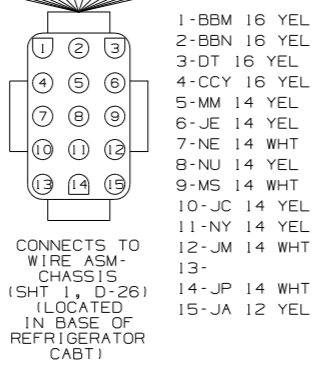 1
2
3
4
5
6
7
8
9
10
11
12
13
14
15
CONNECTS TO
WIRE ASM-
CHASSIS
(SHT 1, D-26)
(LOCATED
IN BASE OF
REFRIGERATOR
CABT)
1-BBM 16 YEL
2-BBN 16 YEL
3-DT 16 YEL
4-CCY 16 YEL
5-MM 14 YEL
6-JE 14 YEL
7-NE 14 WHT
8-NU 14 YEL
9-MS 14 WHT
10-JC 14 YEL
11-NY 14 YEL
12-JM 14 WHT
13-
14-JP 14 WHT
15-JA 12 YEL